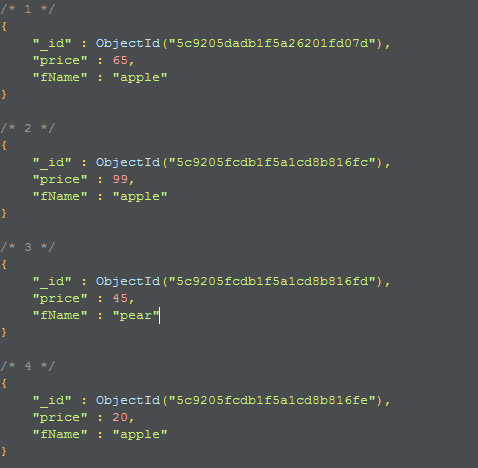 /* 1 */
{
    "_id" : ObjectId("5c9205dadb1f5a26201fd07d"),
    "price" : 65,
    "fName" : "apple"
}
/* 2 */
{
    "_id" : ObjectId("5c9205fcdb1f5a1cd8b816fc"),
    "price" : 99,
    "fName" : "apple"
}
/* 3 */
{
    "_id" : ObjectId("5c9205fcdb1f5a1cd8b816fd"),
    "price" : 45,
    "fName" : "pear"
}
/* 4 */
{
    "_id" : ObjectId("5c9205fcdb1f5a1cd8b816fe"),
    "price" : 20,
    "fName" : "apple"
}